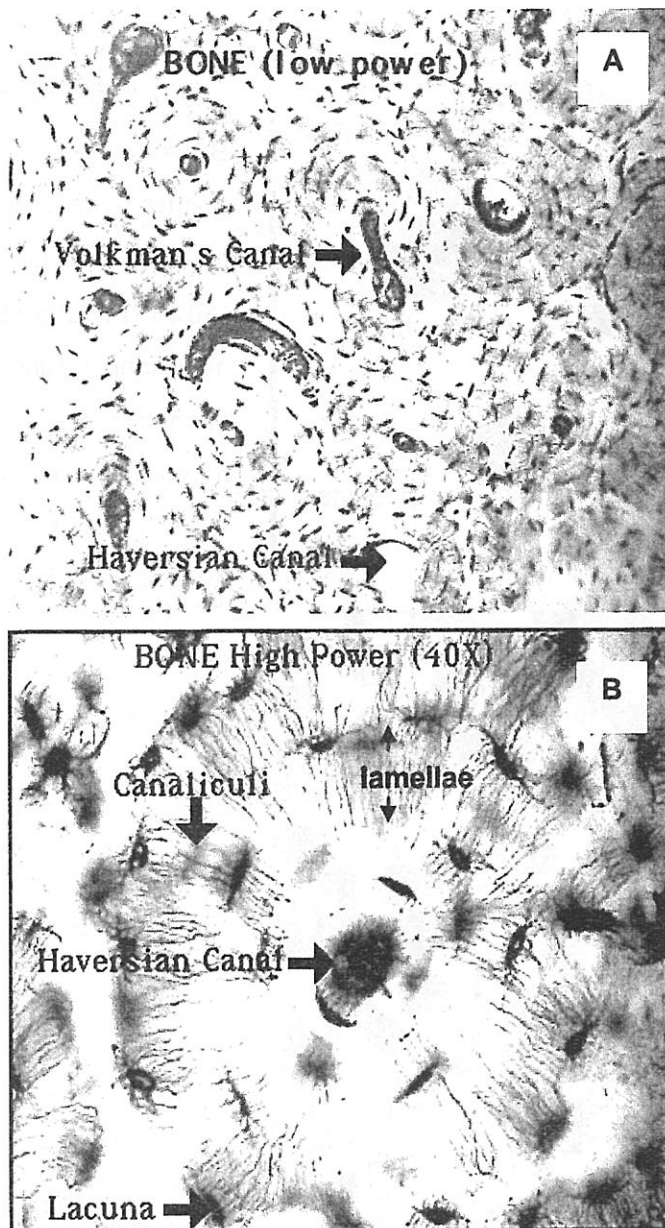 BONE (low power)
A
Volkman's Canal
Haversian Canal
BONE High Power (40X)
B
Canaliculi
lamellae
Haversian Canal
Lacuna